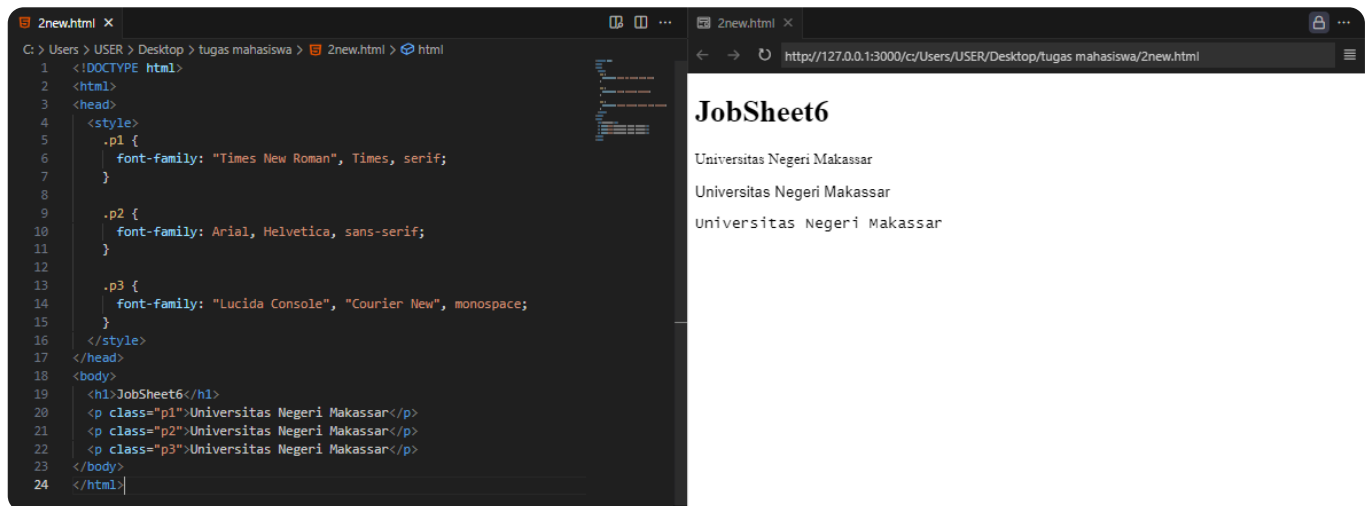 2new.html
C: > Users > USER > Desktop > tugas mahasiswa > 2new.html > html
1 <!DOCTYPE html>
2 <html>
3 <head>
4 <style>
5 .p1 {
6 font-family: "Times New Roman", Times, serif;
7 }
8
9 .p2 {
10 font-family: Arial, Helvetica, sans-serif;
11 }
12
13 .p3 {
14 font-family: "Lucida Console", "Courier New", monospace;
15 }
16 </style>
17 </head>
18 <body>
19 <h1>JobSheet6</h1>
20 <p class="p1">Universitas Negeri Makassar</p>
21 <p class="p2">Universitas Negeri Makassar</p>
22 <p class="p3">Universitas Negeri Makassar</p>
23 </body>
24 </html>
2new.html
http://127.0.0.1:3000/c:/Users/USER/Desktop/tugas mahasiswa/2new.html
JobSheet6
Universitas Negeri Makassar
Universitas Negeri Makassar
Universitas Negeri Makassar